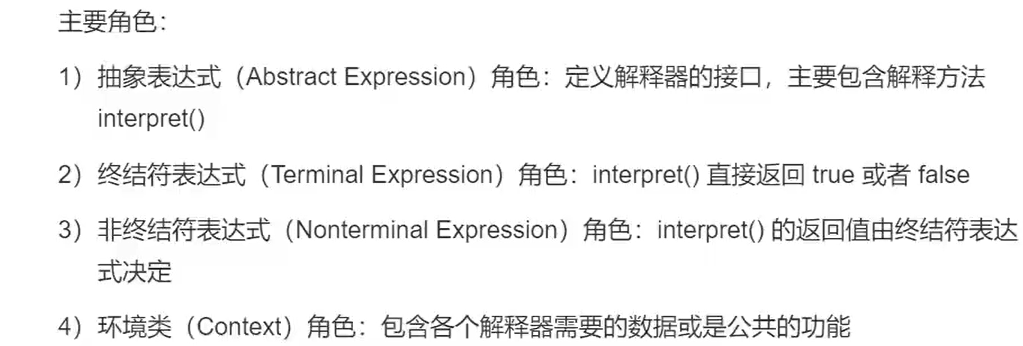 主要角色：
1）抽象表达式（Abstract Expression）角色：定义解释器的接口，主要包含解释方法
interpret()
2）终结符表达式（Terminal Expression）角色：interpret() 直接返回 true 或者 false
3）非终结符表达式（Nonterminal Expression）角色：interpret() 的返回值由终结符表达
式决定
4）环境类（Context）角色：包含各个解释器需要的数据或是公共的功能